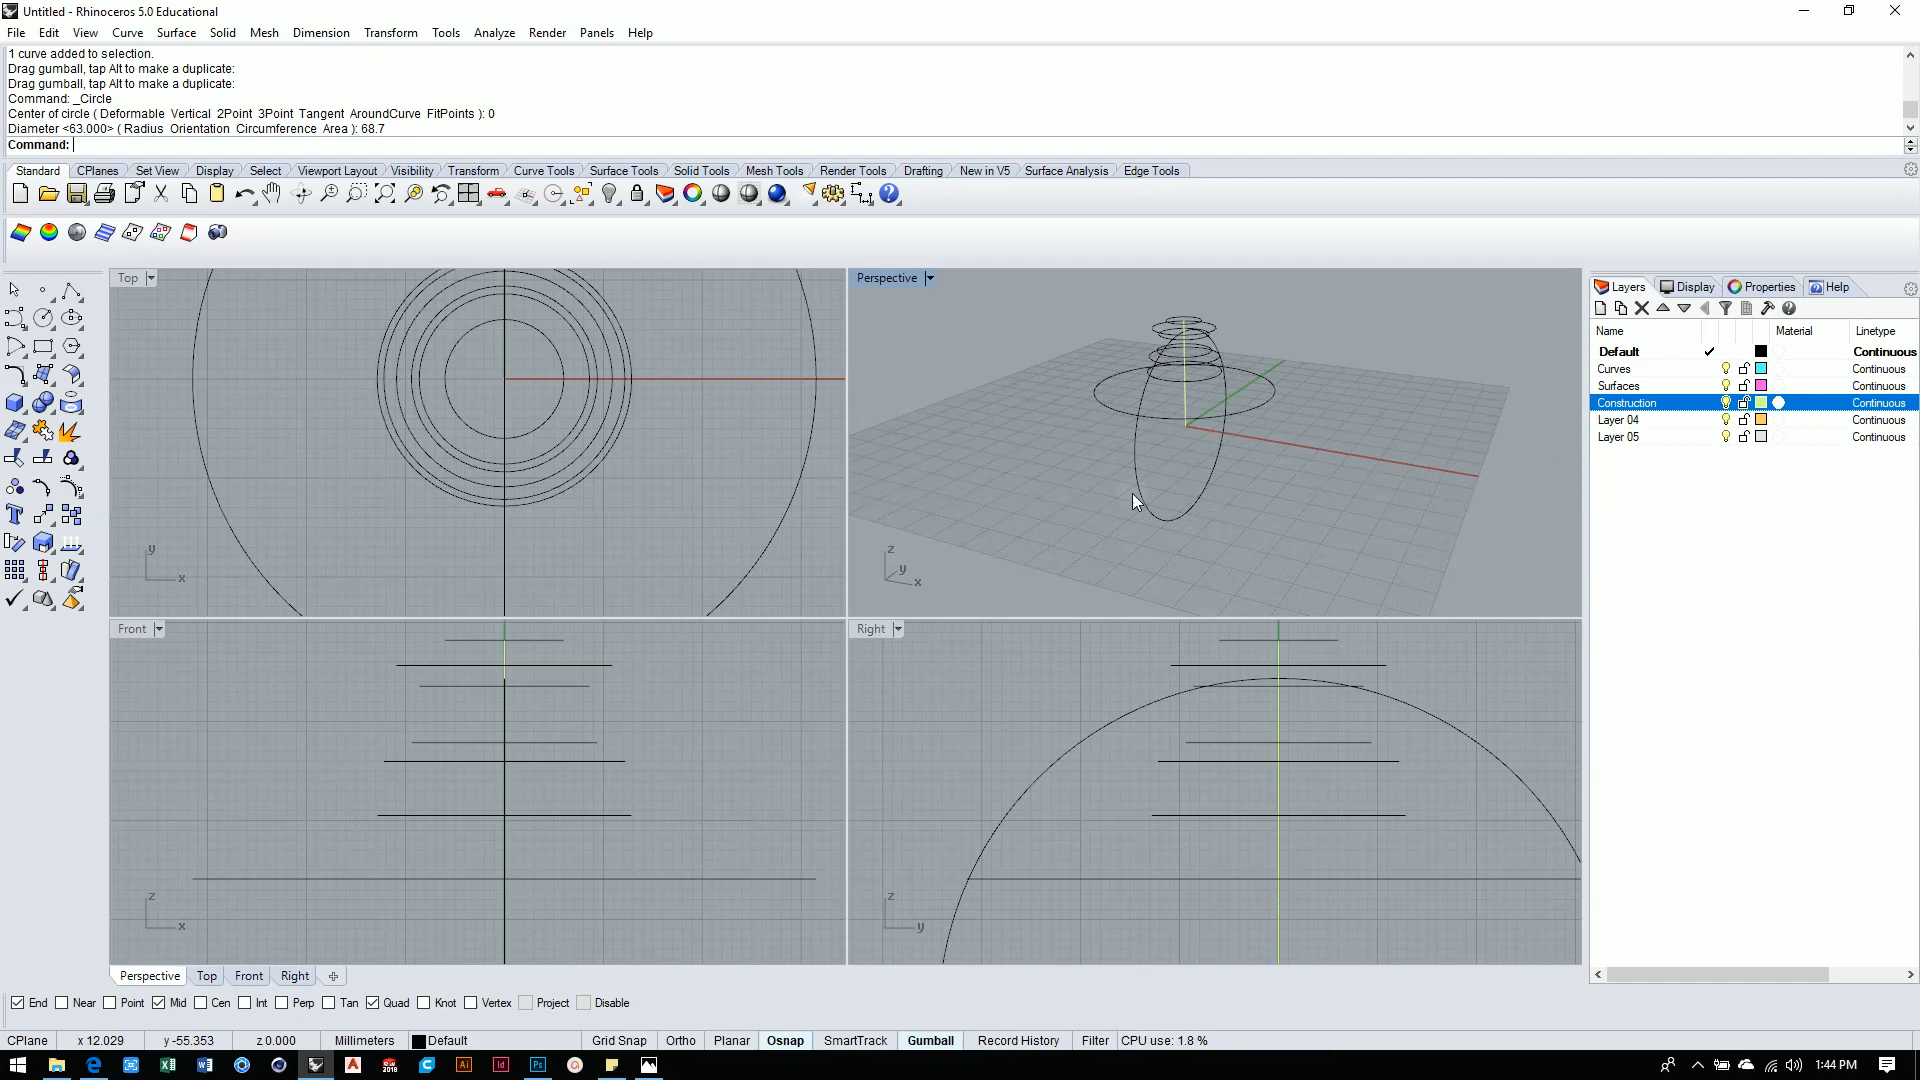 Untitled - Rhinoceros 5.0 Educational
File Edit View Curve Surface Solid Mesh Dimension Transform Tools Analyze Render Panels Help
1 curve added to selection.
Drag gumball, tap Alt to make a duplicate:
Drag gumball, tap Alt to make a duplicate:
Command: _Circle
Center of circle ( Deformable Vertical 2Point 3Point Tangent AroundCurve FitPoints ): 0
Diameter <63.000> ( Radius Orientation Circumference Area ): 68.7
Command:
Standard CPlanes Set View Display Select Viewport Layout Visibility Transform Curve Tools Surface Tools Solid Tools Mesh Tools Render Tools Drafting New in V5 Surface Analysis Edge Tools
Top
Perspective
Layers Display Properties Help
Name Material Linetype
Default Continuous
Curves Continuous
Surfaces Continuous
Construction Continuous
Layer 04 Continuous
Layer 05 Continuous
y
x
z
y
x
Front
Right
z
x
z
y
Perspective Top Front Right
End Near Point Mid Cen Int Perp Tan Quad Knot Vertex Project Disable
CPlane x 12.029 y -55.353 z 0.000 Millimeters Default Grid Snap Ortho Planar Osnap SmartTrack Gumball Record History Filter CPU use: 1.8 %
1:44 PM